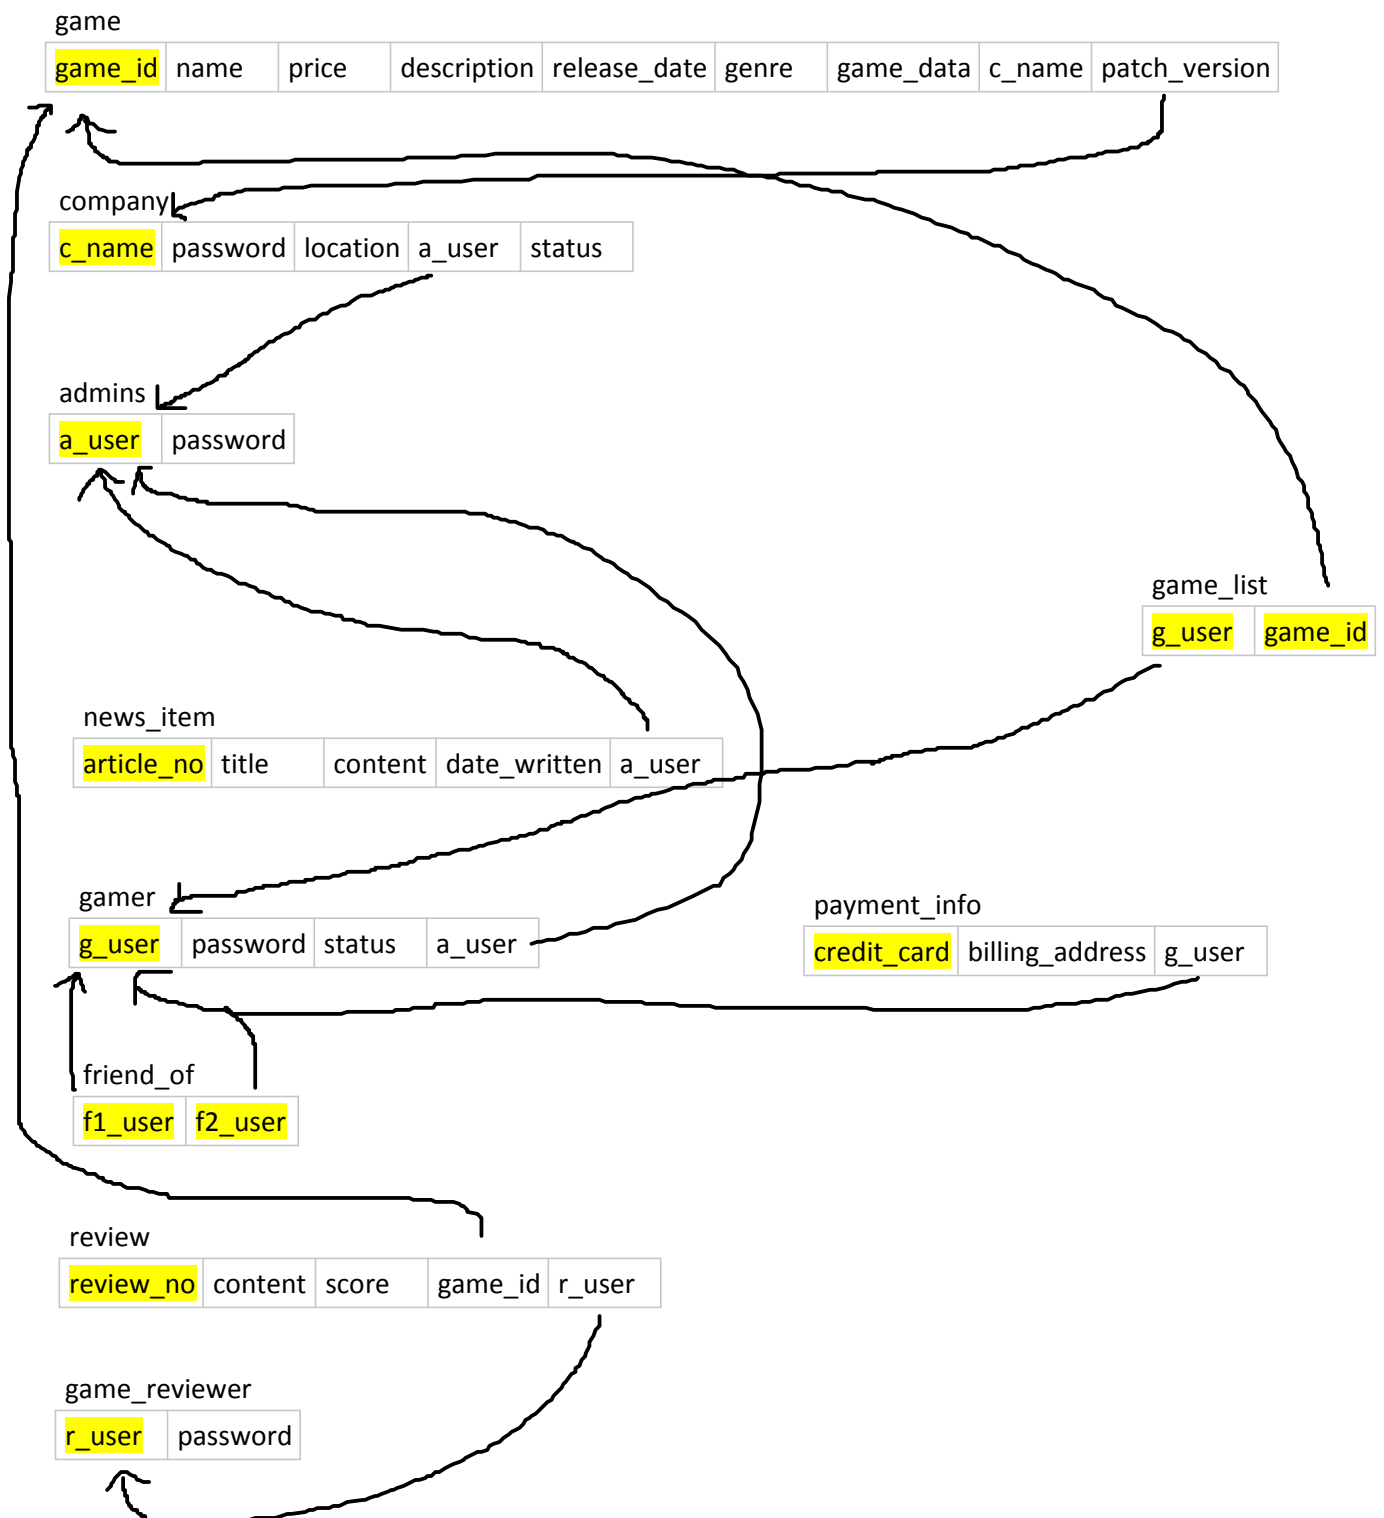 game
game_id name price description release_date genre game_data c_name patch_version
company
c_name password location a_user status
admins
a_user password
game_list
g_user game_id
news_item
article_no title content date_written a_user
gamer
g_user password status a_user
payment_info
credit_card billing_address g_user
friend_of
f1_user f2_user
review
review_no content score game_id r_user
game_reviewer
r_user password